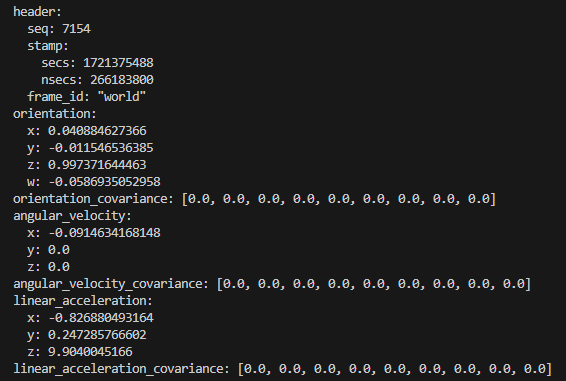 header:
seq: 7154
stamp:
secs: 1721375488
nsecs: 266183800
frame_id: "world"
orientation:
x: 0.040884627366
y: -0.011546536385
z: 0.997371644463
w: -0.0586935052958
orientation_covariance: [0.0, 0.0, 0.0, 0.0, 0.0, 0.0, 0.0, 0.0, 0.0]
angular_velocity:
x: -0.0914634168148
y: 0.0
z: 0.0
angular_velocity_covariance: [0.0, 0.0, 0.0, 0.0, 0.0, 0.0, 0.0, 0.0, 0.0]
linear_acceleration:
x: -0.826880493164
y: 0.247285766602
z: 9.9040045166
linear_acceleration_covariance: [0.0, 0.0, 0.0, 0.0, 0.0, 0.0, 0.0, 0.0, 0.0]